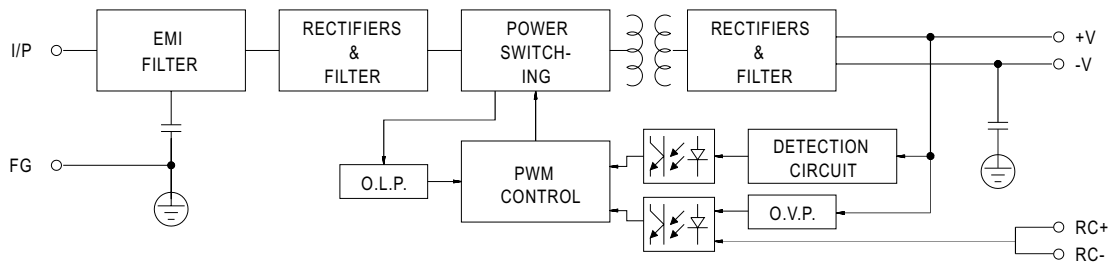 I/P
EMI
FILTER
RECTIFIERS
&
FILTER
POWER
SWITCH-
ING
RECTIFIERS
&
FILTER
+V
-V
FG
O.L.P.
PWM
CONTROL
DETECTION
CIRCUIT
O.V.P.
RC+
RC-